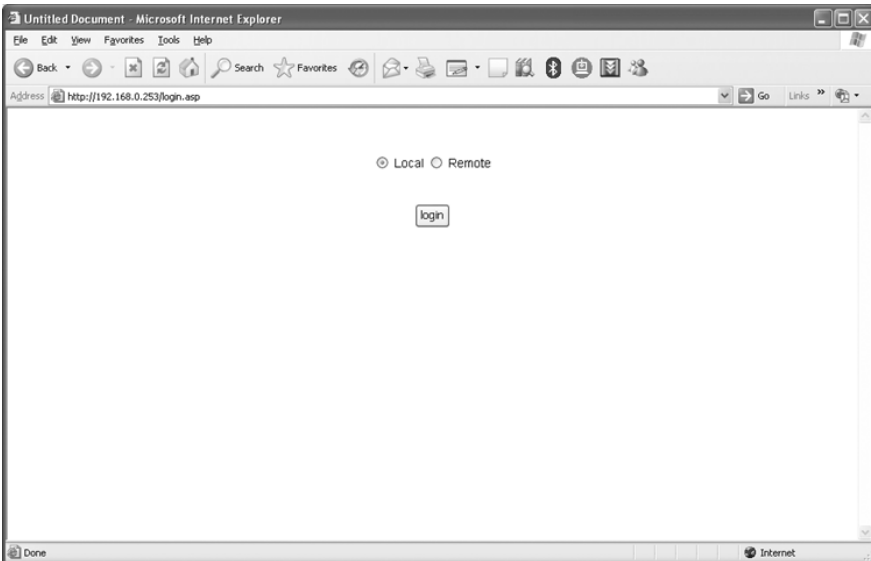 Untitled Document - Microsoft Internet Explorer
File Edit View Favorites Tools Help
Back Search Favorites
Address http://192.168.0.253/login.asp Go Links »
Local Remote
login
Done Internet